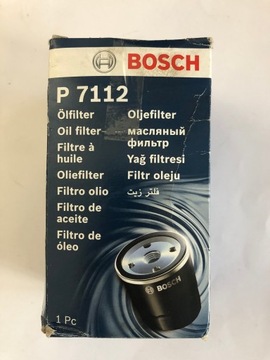 BOSCH
P 7112
Ölfilter
Oil filter
Filtre à
huile
Oliefilter
Filtro olio
Filtro de
aceite
Filtro de
óleo
Oljefilter
масляный
фильтр
Yağ filtresi
Filtr oleju
فلتر زيت
BOSCH
1 Pc